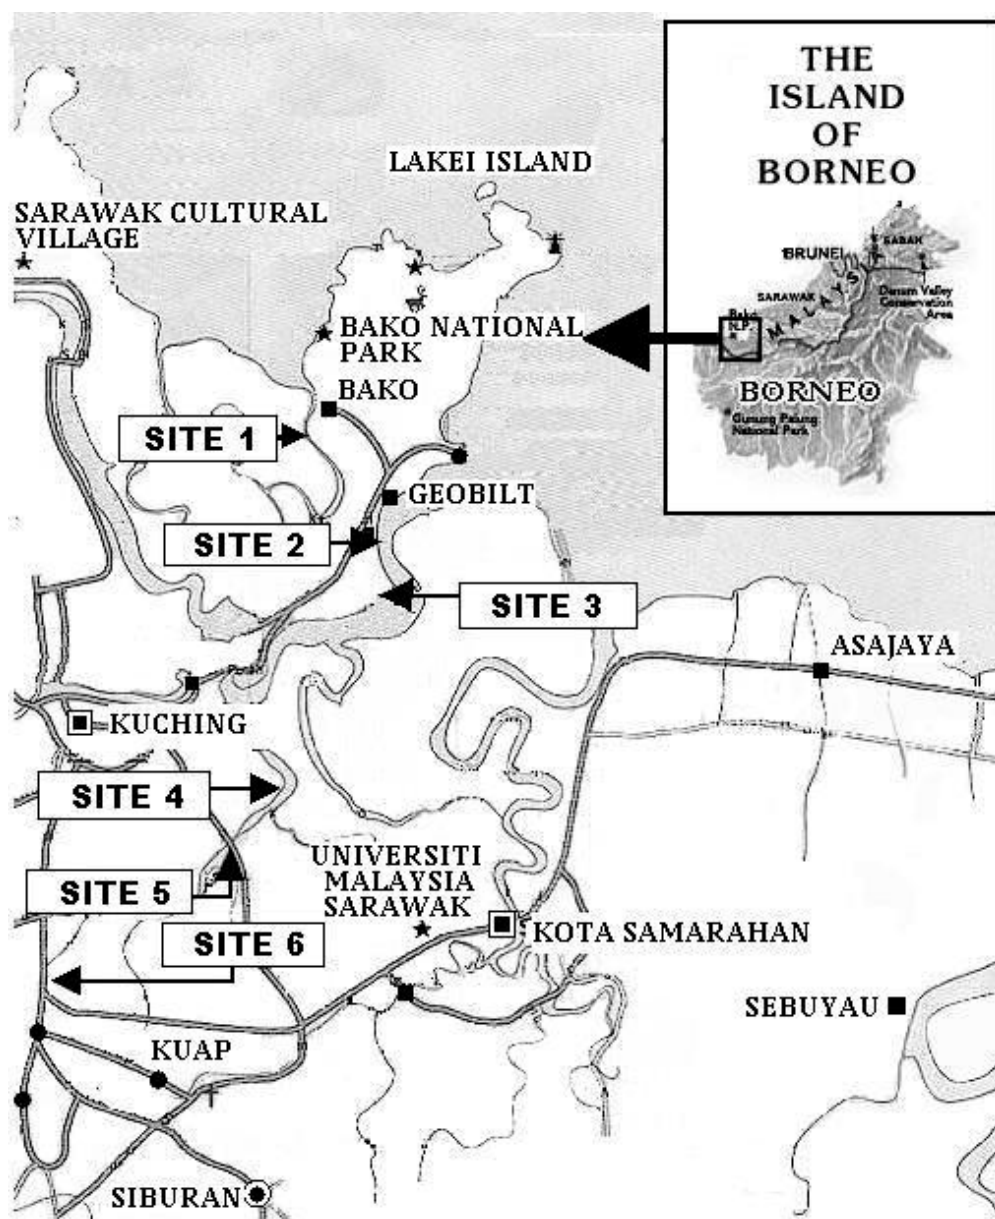 THE
ISLAND
OF
BORNEO
LAKEI ISLAND
SARAWAK CULTURAL
VILLAGE
BRUNEI
SABAH
SARAWAK
MALAYS
Danum Valley
Conservation
Area
Bako
N.P.
BORNEO
Gunung Palung
National Park
BAKO NATIONAL
PARK
BAKO
SITE 1
GEOBILT
SITE 2
SITE 3
ASAJAYA
KUCHING
SITE 4
UNIVERSITI
MALAYSIA
SARAWAK
SITE 5
SITE 6
KOTA SAMARAHAN
SEBUYAU
KUAP
SIBURAN